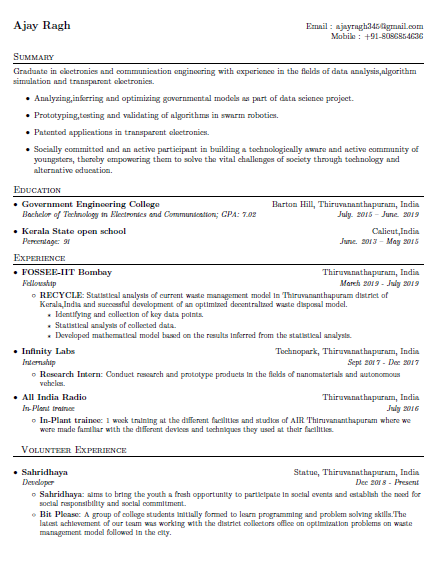 Ajay Ragh
Email : ajayragh345@gmail.com
Mobile : +91-8086854636
Summary
Graduate in electronics and communication engineering with experience in the fields of data analysis,algorithm
simulation and transparent electronics.
• Analyzing,inferring and optimizing governmental models as part of data science project.
• Prototyping,testing and validating of algorithms in swarm robotics.
• Patented applications in transparent electronics.
• Socially committed and an active participant in building a technologically aware and active community of
youngsters, thereby empowering them to solve the vital challenges of society through technology and
alternative education.
Education
• Government Engineering College Barton Hill, Thiruvananthapuram, India
Bachelor of Technology in Electronics and Communication; GPA: 7.02 July. 2015 – June. 2019
• Kerala State open school Calicut,India
Percentage: 91 June. 2013 – May 2015
Experience
• FOSSEE-IIT Bombay Thiruvananthapuram, India
Fellowship March 2019 - July 2019
◦ RECYCLE: Statistical analysis of current waste management model in Thiruvananthapuram district of
Kerala,India and successful development of an optimized decentralized waste disposal model.
⋆ Identifying and collection of key data points.
⋆ Statistical analysis of collected data.
⋆ Developed mathematical model based on the results inferred from the statistical analysis.
• Infinity Labs Technopark, Thiruvananthapuram, India
Internship Sept 2017 - Dec 2017
◦ Research Intern: Conduct research and prototype products in the fields of nanomaterials and autonomous
vehcles.
• All India Radio Thiruvananthapuram, India
In-Plant trainee July 2016
◦ In-Plant trainee: 1 week training at the different facilities and studios of AIR Thiruvananthapuram where we
were made familiar with the different devices and techniques they used at their facilities.
Volunteer Experience
• Sahridhaya Statue, Thiruvananthapuram, India
Developer Dec 2018 - Present
◦ Sahridhaya: aims to bring the youth a fresh opportunity to participate in social events and establish the need for
social responsibility and social commitment.
◦ Bit Please: A group of college students initially formed to learn programming and problem solving skills.The
latest achievement of our team was working with the district collectors office on optimization problems on waste
management model followed in the city.